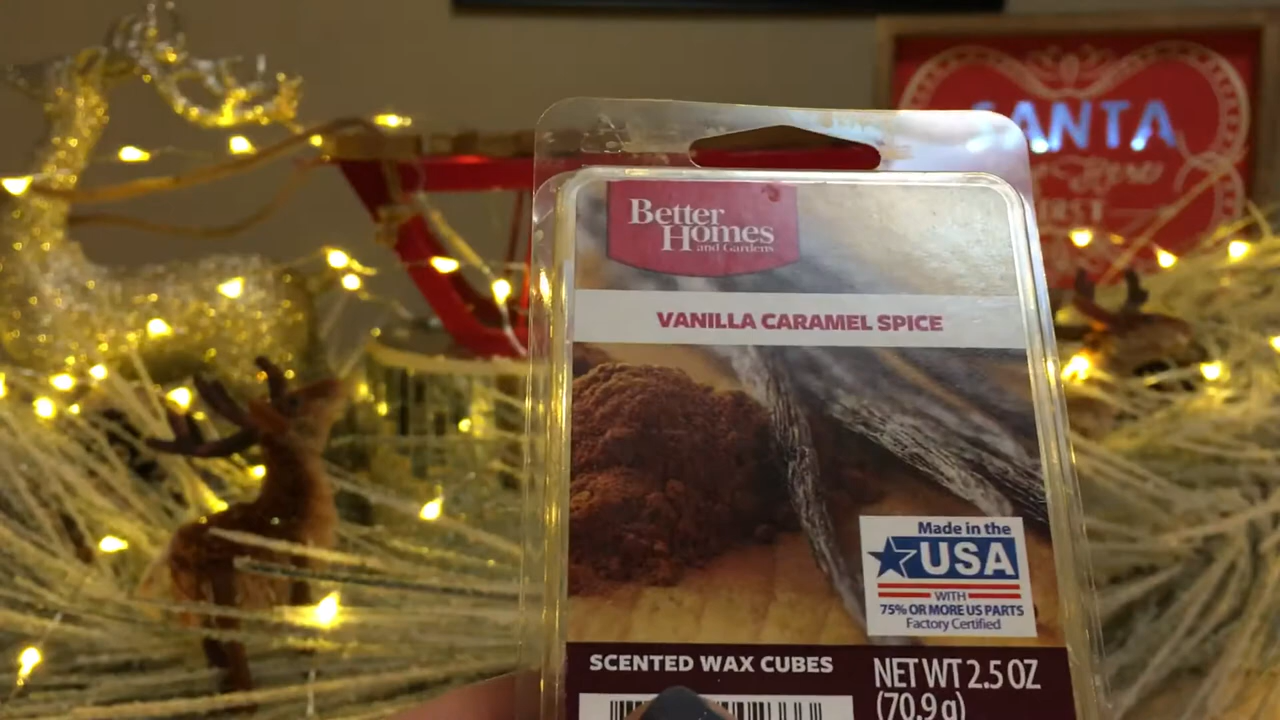 SANTA
Better
Homes
and Gardens
VANILLA CARAMEL SPICE
Made in the
USA
WITH
75% OR MORE US PARTS
Factory Certified
SCENTED WAX CUBES
NET WT 2.5 OZ
(70.9 g)